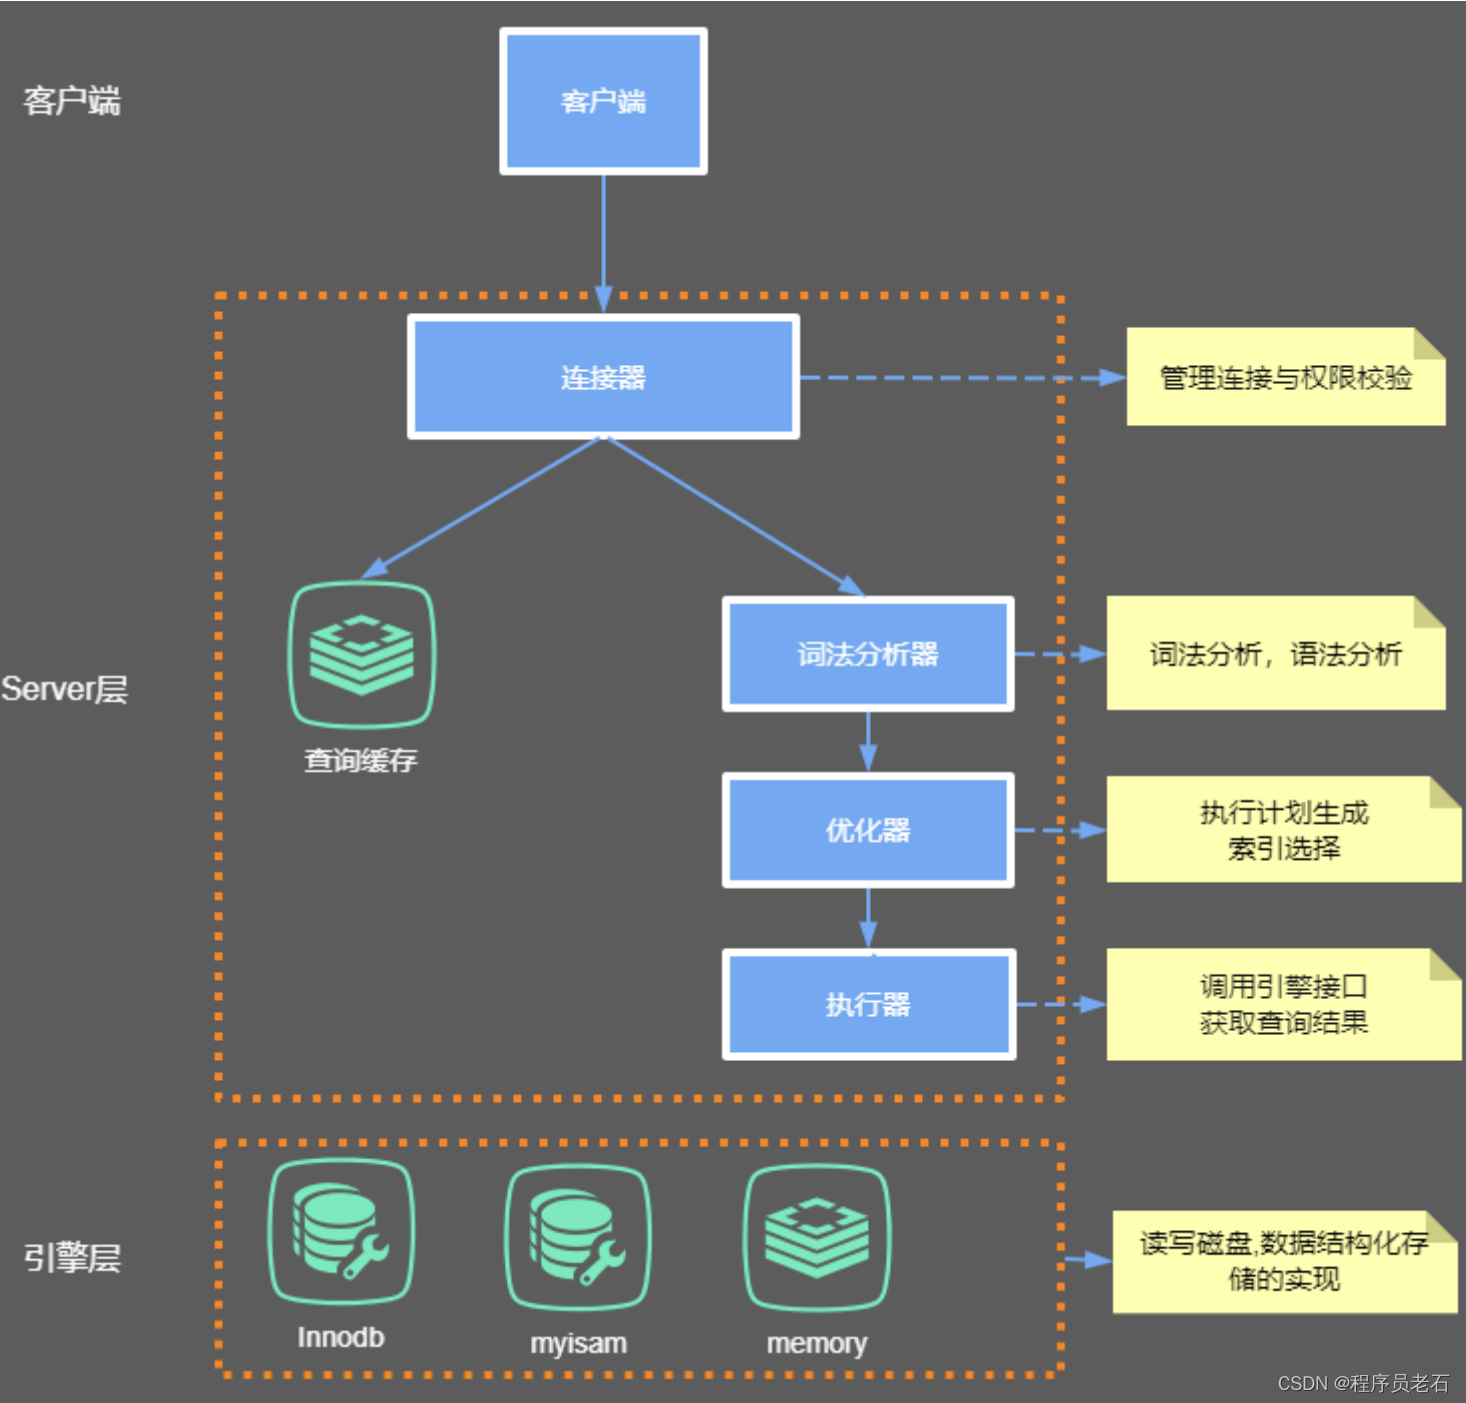 客户端
客户端
连接器
管理连接与权限校验
Server层
查询缓存
词法分析器
词法分析，语法分析
优化器
执行计划生成
索引选择
执行器
调用引擎接口
获取查询结果
引擎层
Innodb
myisam
memory
读写磁盘,数据结构化存
储的实现
CSDN @程序员老石